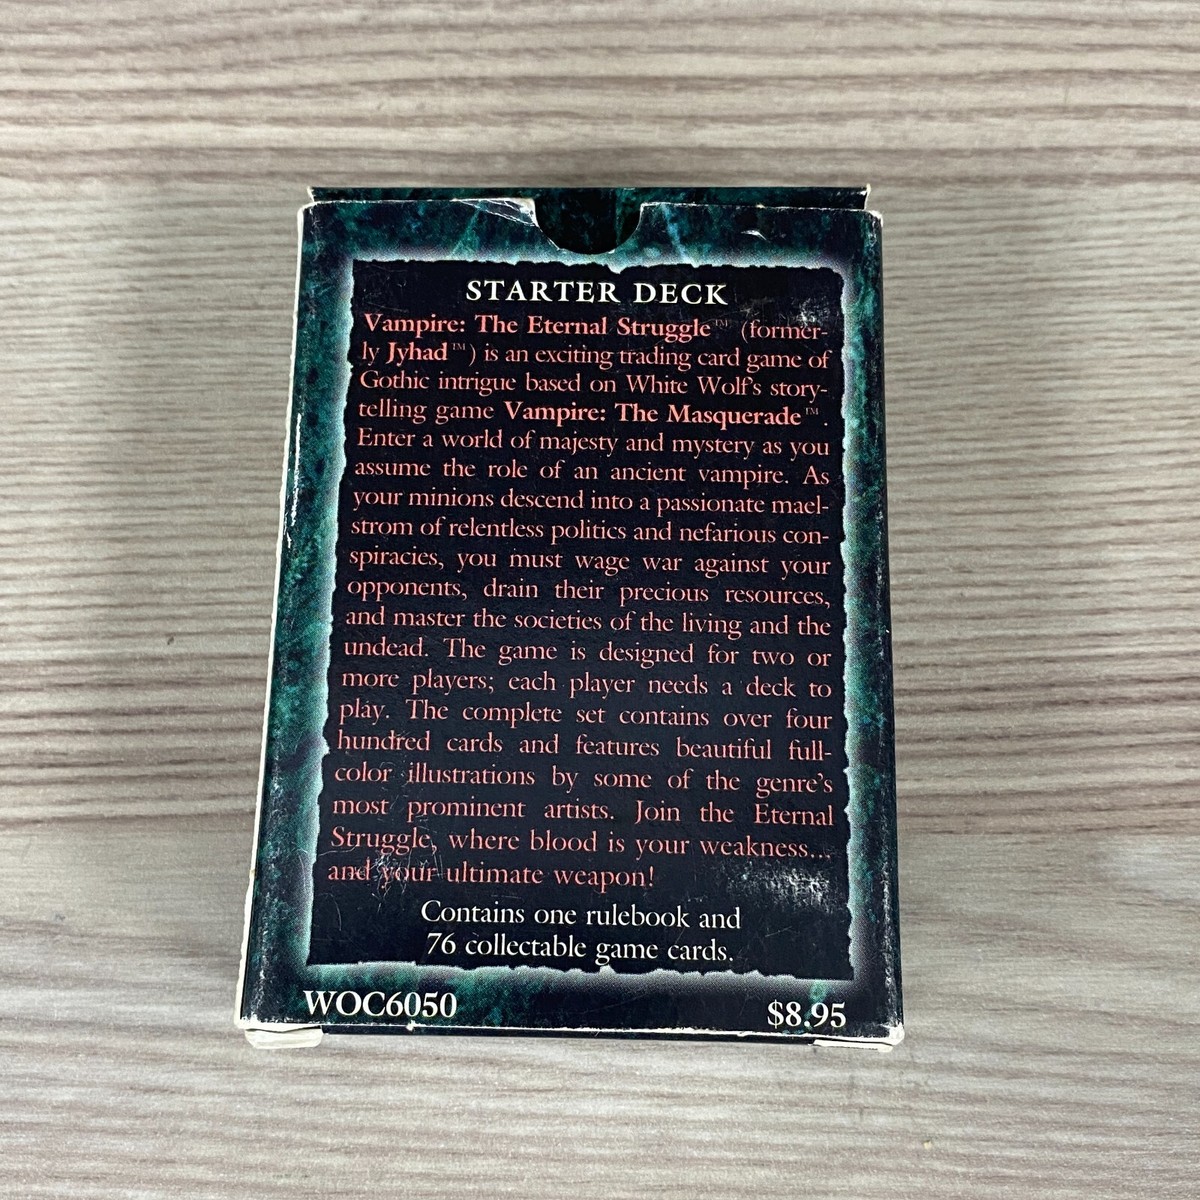 STARTER DECK
Vampire: The Eternal Struggle™ (former-
ly Jyhad™) is an exciting trading card game of
Gothic intrigue based on White Wolf's story-
telling game Vampire: The Masquerade™.
Enter a world of majesty and mystery as you
assume the role of an ancient vampire. As
your minions descend into a passionate mael-
strom of relentless politics and nefarious con-
spiracies, you must wage war against your
opponents, drain their precious resources,
and master the societies of the living and the
undead. The game is designed for two or
more players; each player needs a deck to
play. The complete set contains over four
hundred cards and features beautiful full-
color illustrations by some of the genre's
most prominent artists. Join the Eternal
Struggle, where blood is your weakness...
and your ultimate weapon!
Contains one rulebook and
76 collectable game cards.
WOC6050
$8.95